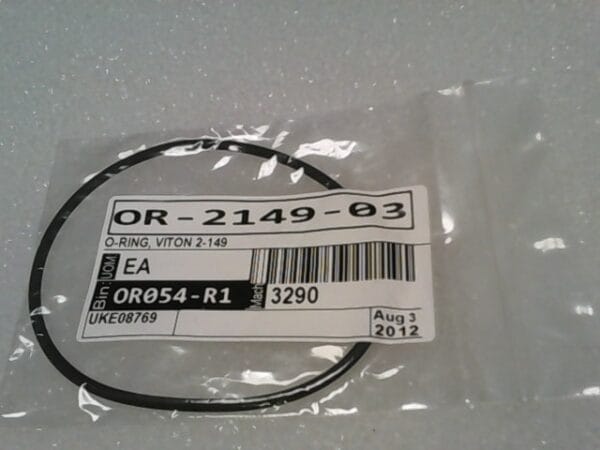 OR-2149-03
O-RING, VITON 2-149
UOM EA
Bin: OR054-R1 Mach 3290
UKE08769 Aug 3
2012